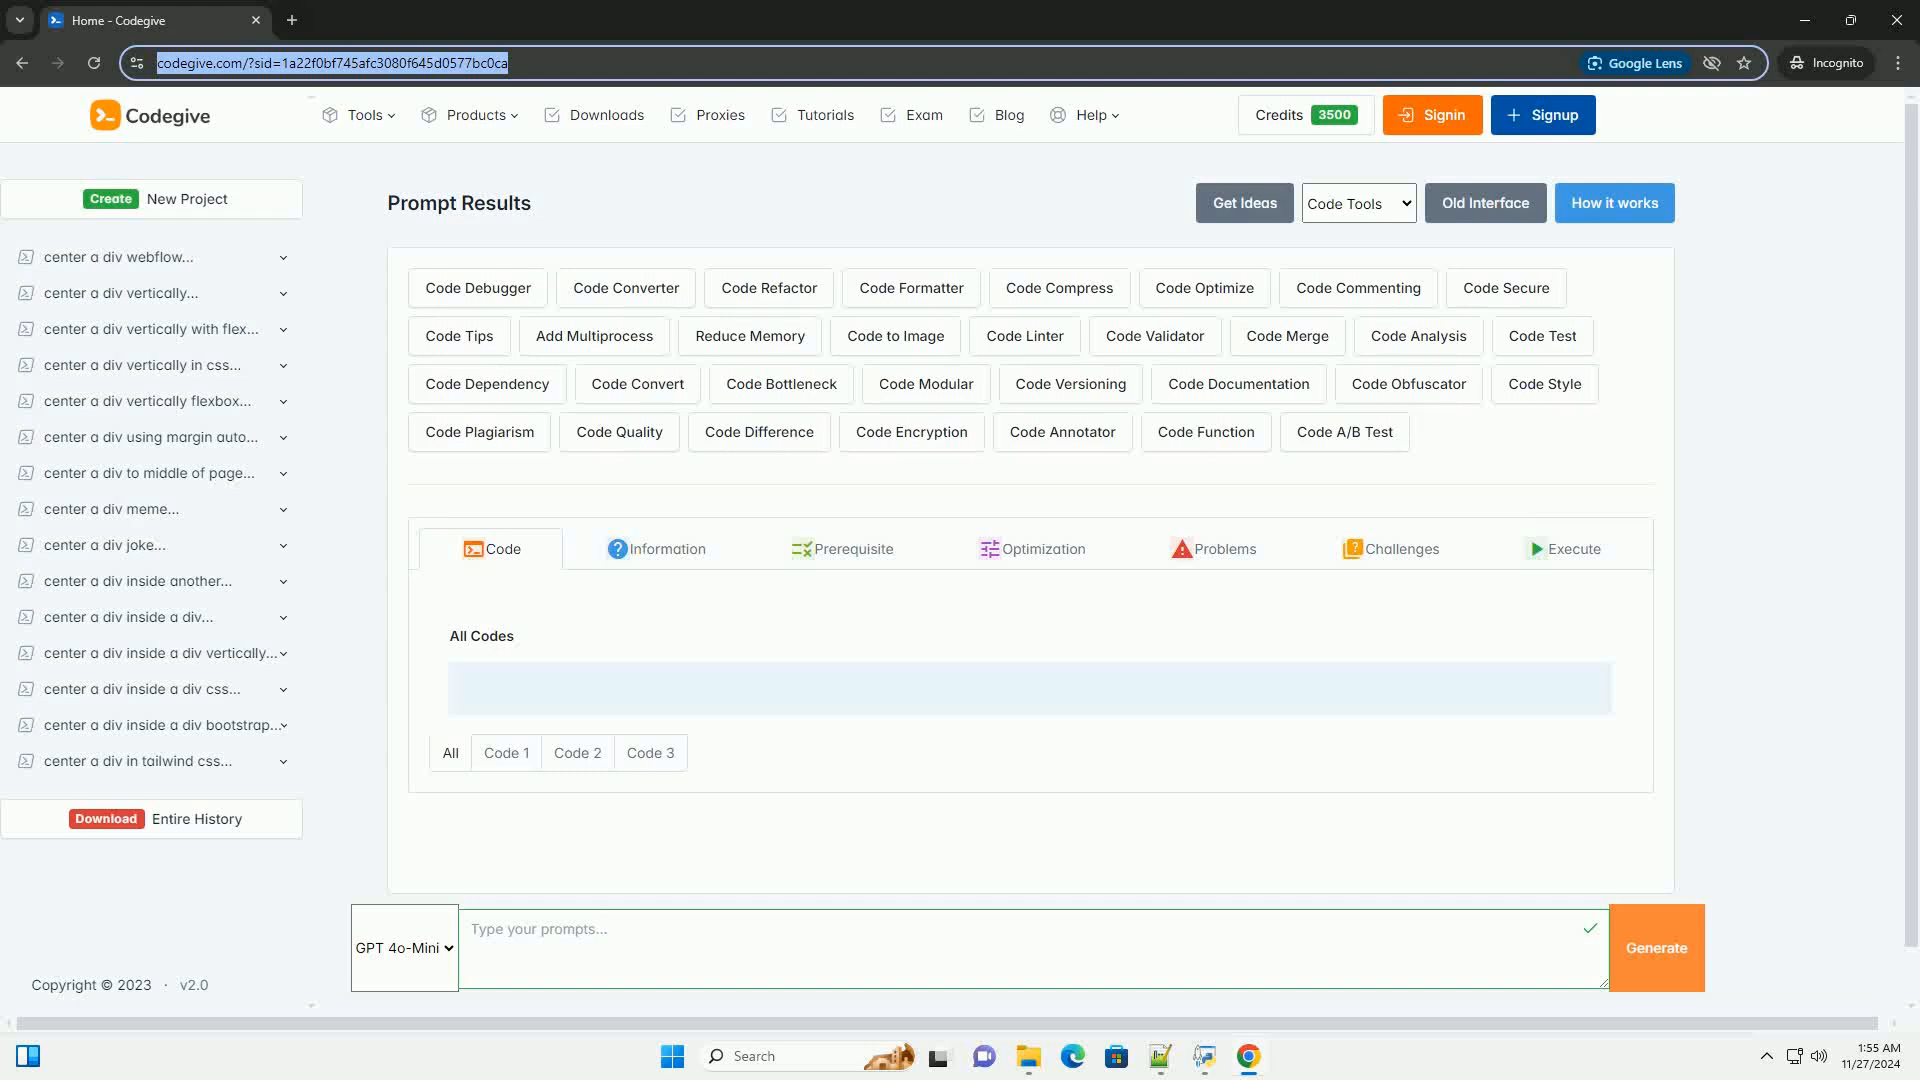 Home - Codegive
codegive.com/?sid=1a22f0bf745afc3080f645d0577bc0ca
Google Lens
Incognito
Codegive
Tools
Products
Downloads
Proxies
Tutorials
Exam
Blog
Help
Credits 3500
Signin
Signup
Create New Project
center a div webflow...
center a div vertically...
center a div vertically with flex...
center a div vertically in css...
center a div vertically flexbox...
center a div using margin auto...
center a div to middle of page...
center a div meme...
center a div joke...
center a div inside another...
center a div inside a div...
center a div inside a div vertically...
center a div inside a div css...
center a div inside a div bootstrap...
center a div in tailwind css...
Download Entire History
Copyright © 2023 · v2.0
Prompt Results
Get Ideas
Code Tools
Old Interface
How it works
Code Debugger
Code Converter
Code Refactor
Code Formatter
Code Compress
Code Optimize
Code Commenting
Code Secure
Code Tips
Add Multiprocess
Reduce Memory
Code to Image
Code Linter
Code Validator
Code Merge
Code Analysis
Code Test
Code Dependency
Code Convert
Code Bottleneck
Code Modular
Code Versioning
Code Documentation
Code Obfuscator
Code Style
Code Plagiarism
Code Quality
Code Difference
Code Encryption
Code Annotator
Code Function
Code A/B Test
Code
Information
Prerequisite
Optimization
Problems
Challenges
Execute
All Codes
All
Code 1
Code 2
Code 3
GPT 4o-Mini
Type your prompts...
Generate
Search
1:55 AM
11/27/2024